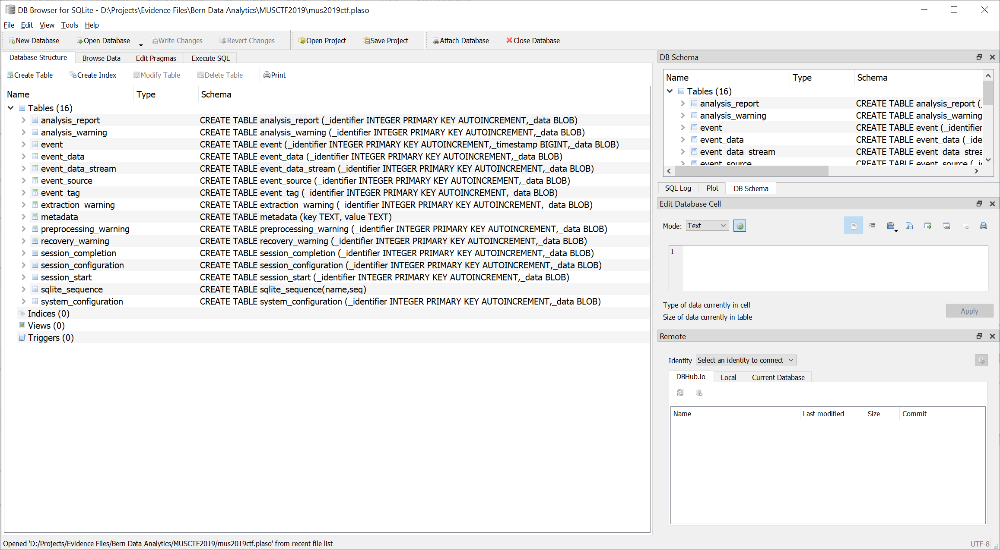 DB Browser for SQLite - D:\Projects\Evidence Files\Bern Data Analytics\MUSCTF2019\mus2019ctf.plaso
File Edit View Tools Help
New Database Open Database Write Changes Revert Changes Open Project Save Project Attach Database Close Database
Database Structure Browse Data Edit Pragmas Execute SQL
Create Table Create Index Modify Table Delete Table Print
Name Type Schema
Tables (16)
analysis_report CREATE TABLE analysis_report (_identifier INTEGER PRIMARY KEY AUTOINCREMENT,_data BLOB)
analysis_warning CREATE TABLE analysis_warning (_identifier INTEGER PRIMARY KEY AUTOINCREMENT,_data BLOB)
event CREATE TABLE event (_identifier INTEGER PRIMARY KEY AUTOINCREMENT,_timestamp BIGINT,_data BLOB)
event_data CREATE TABLE event_data (_identifier INTEGER PRIMARY KEY AUTOINCREMENT,_data BLOB)
event_data_stream CREATE TABLE event_data_stream (_identifier INTEGER PRIMARY KEY AUTOINCREMENT,_data BLOB)
event_source CREATE TABLE event_source (_identifier INTEGER PRIMARY KEY AUTOINCREMENT,_data BLOB)
event_tag CREATE TABLE event_tag (_identifier INTEGER PRIMARY KEY AUTOINCREMENT,_data BLOB)
extraction_warning CREATE TABLE extraction_warning (_identifier INTEGER PRIMARY KEY AUTOINCREMENT,_data BLOB)
metadata CREATE TABLE metadata (key TEXT, value TEXT)
preprocessing_warning CREATE TABLE preprocessing_warning (_identifier INTEGER PRIMARY KEY AUTOINCREMENT,_data BLOB)
recovery_warning CREATE TABLE recovery_warning (_identifier INTEGER PRIMARY KEY AUTOINCREMENT,_data BLOB)
session_completion CREATE TABLE session_completion (_identifier INTEGER PRIMARY KEY AUTOINCREMENT,_data BLOB)
session_configuration CREATE TABLE session_configuration (_identifier INTEGER PRIMARY KEY AUTOINCREMENT,_data BLOB)
session_start CREATE TABLE session_start (_identifier INTEGER PRIMARY KEY AUTOINCREMENT,_data BLOB)
sqlite_sequence CREATE TABLE sqlite_sequence(name,seq)
system_configuration CREATE TABLE system_configuration (_identifier INTEGER PRIMARY KEY AUTOINCREMENT,_data BLOB)
Indices (0)
Views (0)
Triggers (0)
DB Schema
Name Type Schema
Tables (16)
analysis_report CREATE TABLE analysis_report (_
analysis_warning CREATE TABLE analysis_warning
event CREATE TABLE event (_identifier
event_data CREATE TABLE event_data (_ide
event_data_stream CREATE TABLE event_data_strea
event_source CREATE TABLE event_source (_ic
SQL Log Plot DB Schema
Edit Database Cell
Mode: Text
1
Type of data currently in cell
Size of data currently in table
Apply
Remote
Identity Select an identity to connect
DBHub.io Local Current Database
Name Last modified Size Commit
Opened 'D:/Projects/Evidence Files/Bern Data Analytics/MUSCTF2019/mus2019ctf.plaso' from recent file list
UTF-8